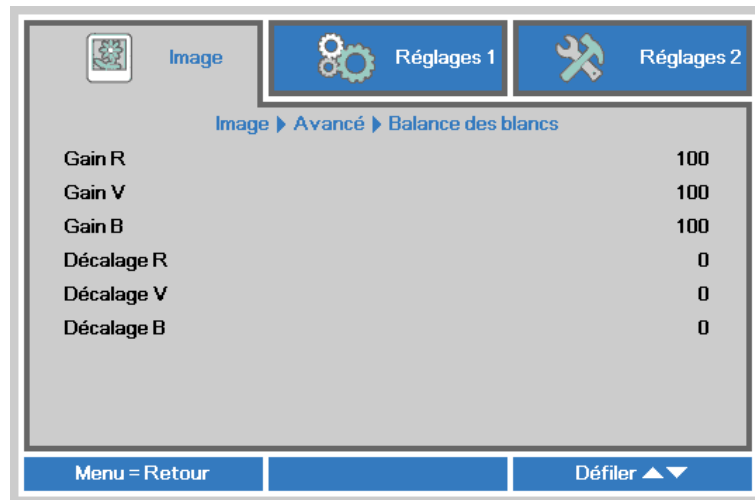 Image Réglages 1 Réglages 2
Image ▶ Avancé ▶ Balance des blancs
Gain R 100
Gain V 100
Gain B 100
Décalage R 0
Décalage V 0
Décalage B 0
Menu = Retour Défiler ▲▼